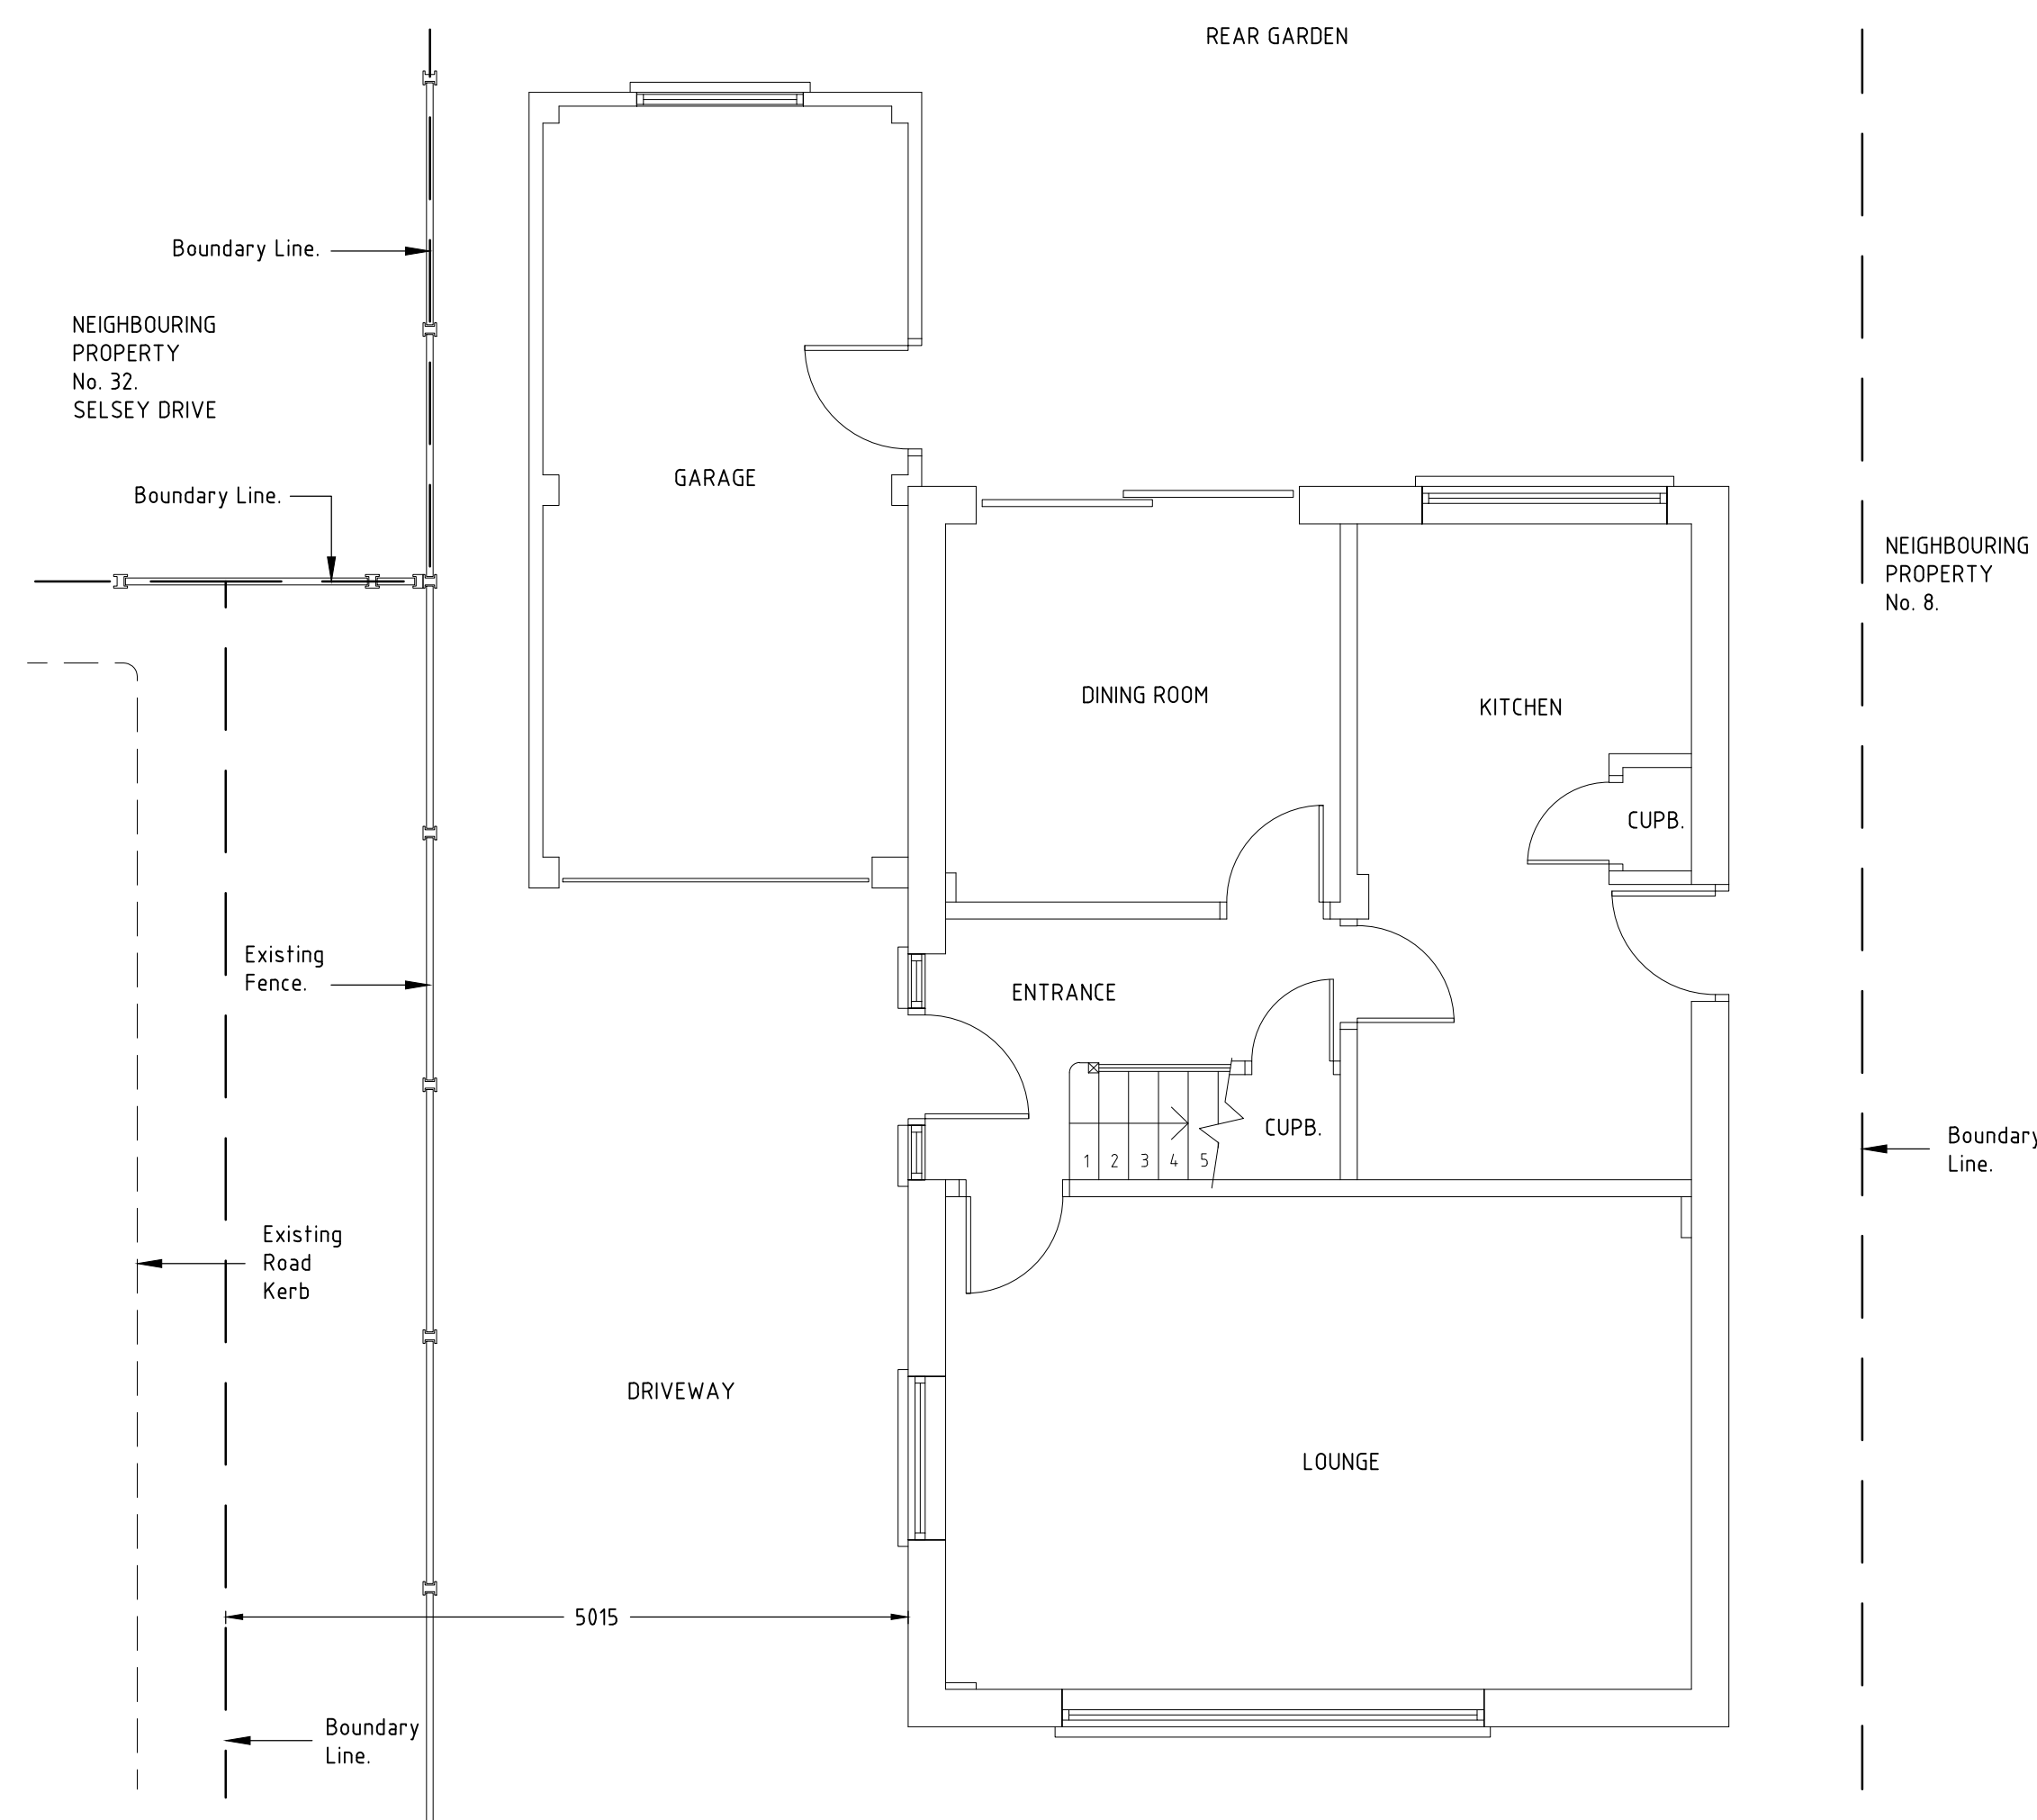 REAR GARDEN
Boundary Line.
NEIGHBOURING
PROPERTY
No. 32.
SELSEY DRIVE
GARAGE
Boundary Line.
NEIGHBOURING
PROPERTY
No. 8.
DINING ROOM
KITCHEN
CUPB.
Existing
Fence.
ENTRANCE
CUPB.
1 2 3 4 5
Boundary
Line.
Existing
Road
Kerb
DRIVEWAY
LOUNGE
5015
Boundary
Line.